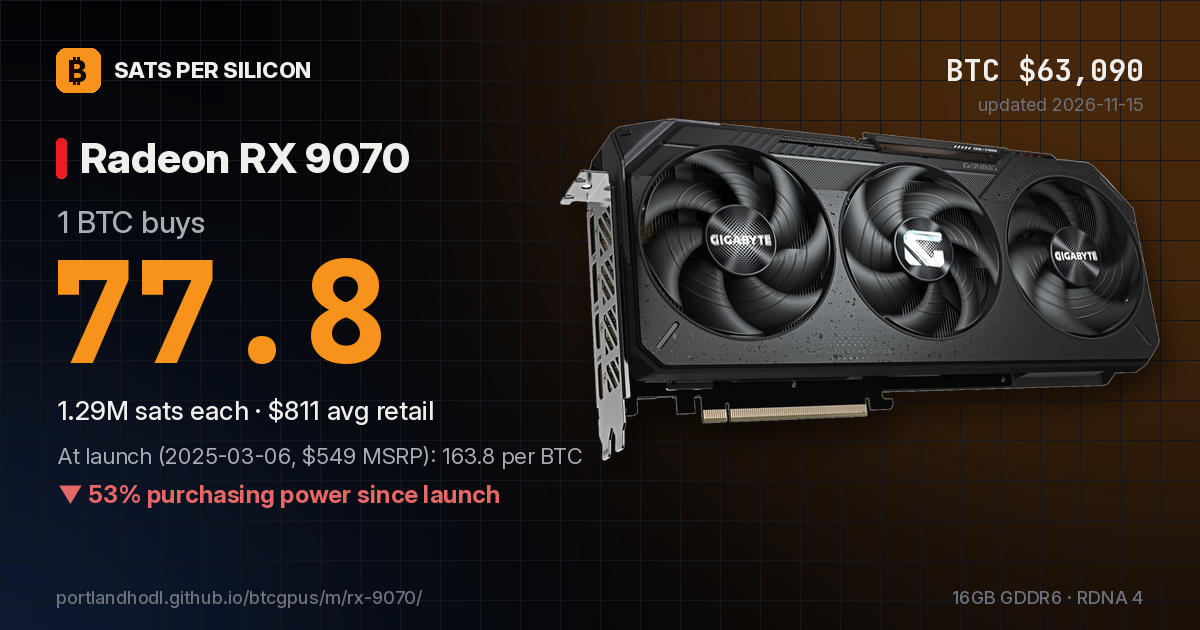 SATS PER SILICON
BTC $63,090
updated 2026-11-15
Radeon RX 9070
1 BTC buys
77.8
1.29M sats each · $811 avg retail
At launch (2025-03-06, $549 MSRP): 163.8 per BTC
▼ 53% purchasing power since launch
GIGABYTE
GIGABYTE
GAMING
portlandhodl.github.io/btcgpus/m/rx-9070/
16GB GDDR6 · RDNA 4